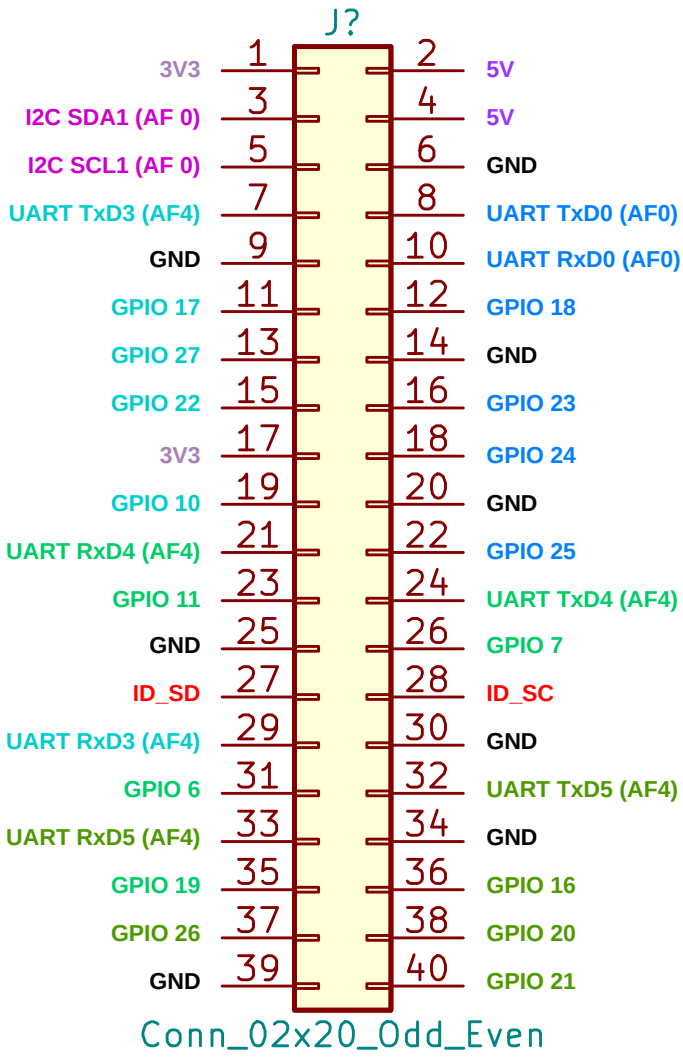 J?
3V3 1 2 5V
I2C SDA1 (AF 0) 3 4 5V
I2C SCL1 (AF 0) 5 6 GND
UART TxD3 (AF4) 7 8 UART TxD0 (AF0)
GND 9 10 UART RxD0 (AF0)
GPIO 17 11 12 GPIO 18
GPIO 27 13 14 GND
GPIO 22 15 16 GPIO 23
3V3 17 18 GPIO 24
GPIO 10 19 20 GND
UART RxD4 (AF4) 21 22 GPIO 25
GPIO 11 23 24 UART TxD4 (AF4)
GND 25 26 GPIO 7
ID_SD 27 28 ID_SC
UART RxD3 (AF4) 29 30 GND
GPIO 6 31 32 UART TxD5 (AF4)
UART RxD5 (AF4) 33 34 GND
GPIO 19 35 36 GPIO 16
GPIO 26 37 38 GPIO 20
GND 39 40 GPIO 21
Conn_02x20_Odd_Even